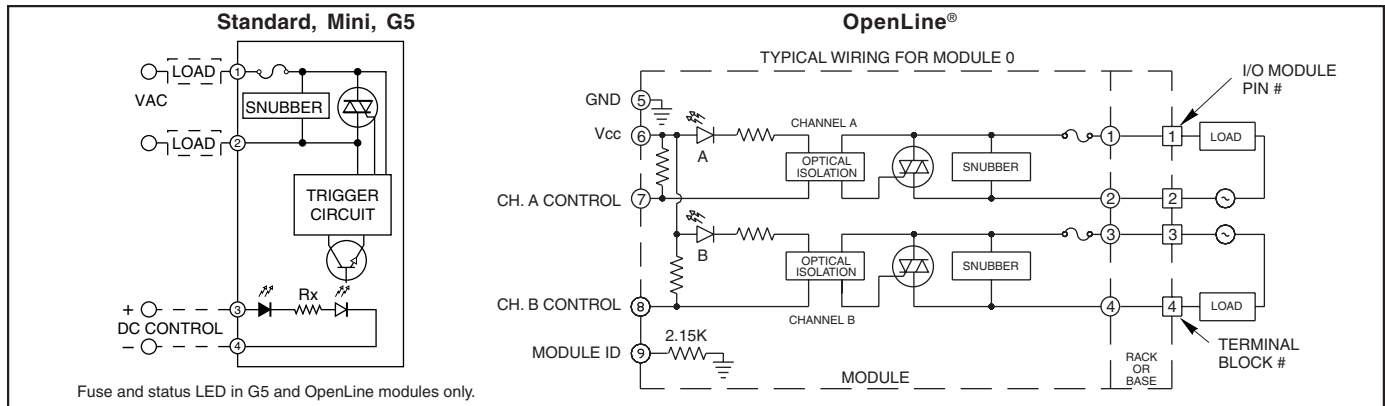 Standard, Mini, G5
LOAD
1
VAC
SNUBBER
LOAD
2
TRIGGER
CIRCUIT
Rx
+
3
DC CONTROL
–
4
Fuse and status LED in G5 and OpenLine modules only.
OpenLine®
TYPICAL WIRING FOR MODULE 0
I/O MODULE
PIN #
GND
5
Vcc
6
A
CHANNEL A
OPTICAL
ISOLATION
SNUBBER
1
1
LOAD
CH. A CONTROL
7
2
2
B
OPTICAL
ISOLATION
SNUBBER
3
3
CH. B CONTROL
8
CHANNEL B
4
4
LOAD
MODULE ID
9
2.15K
MODULE
RACK
OR
BASE
TERMINAL
BLOCK #